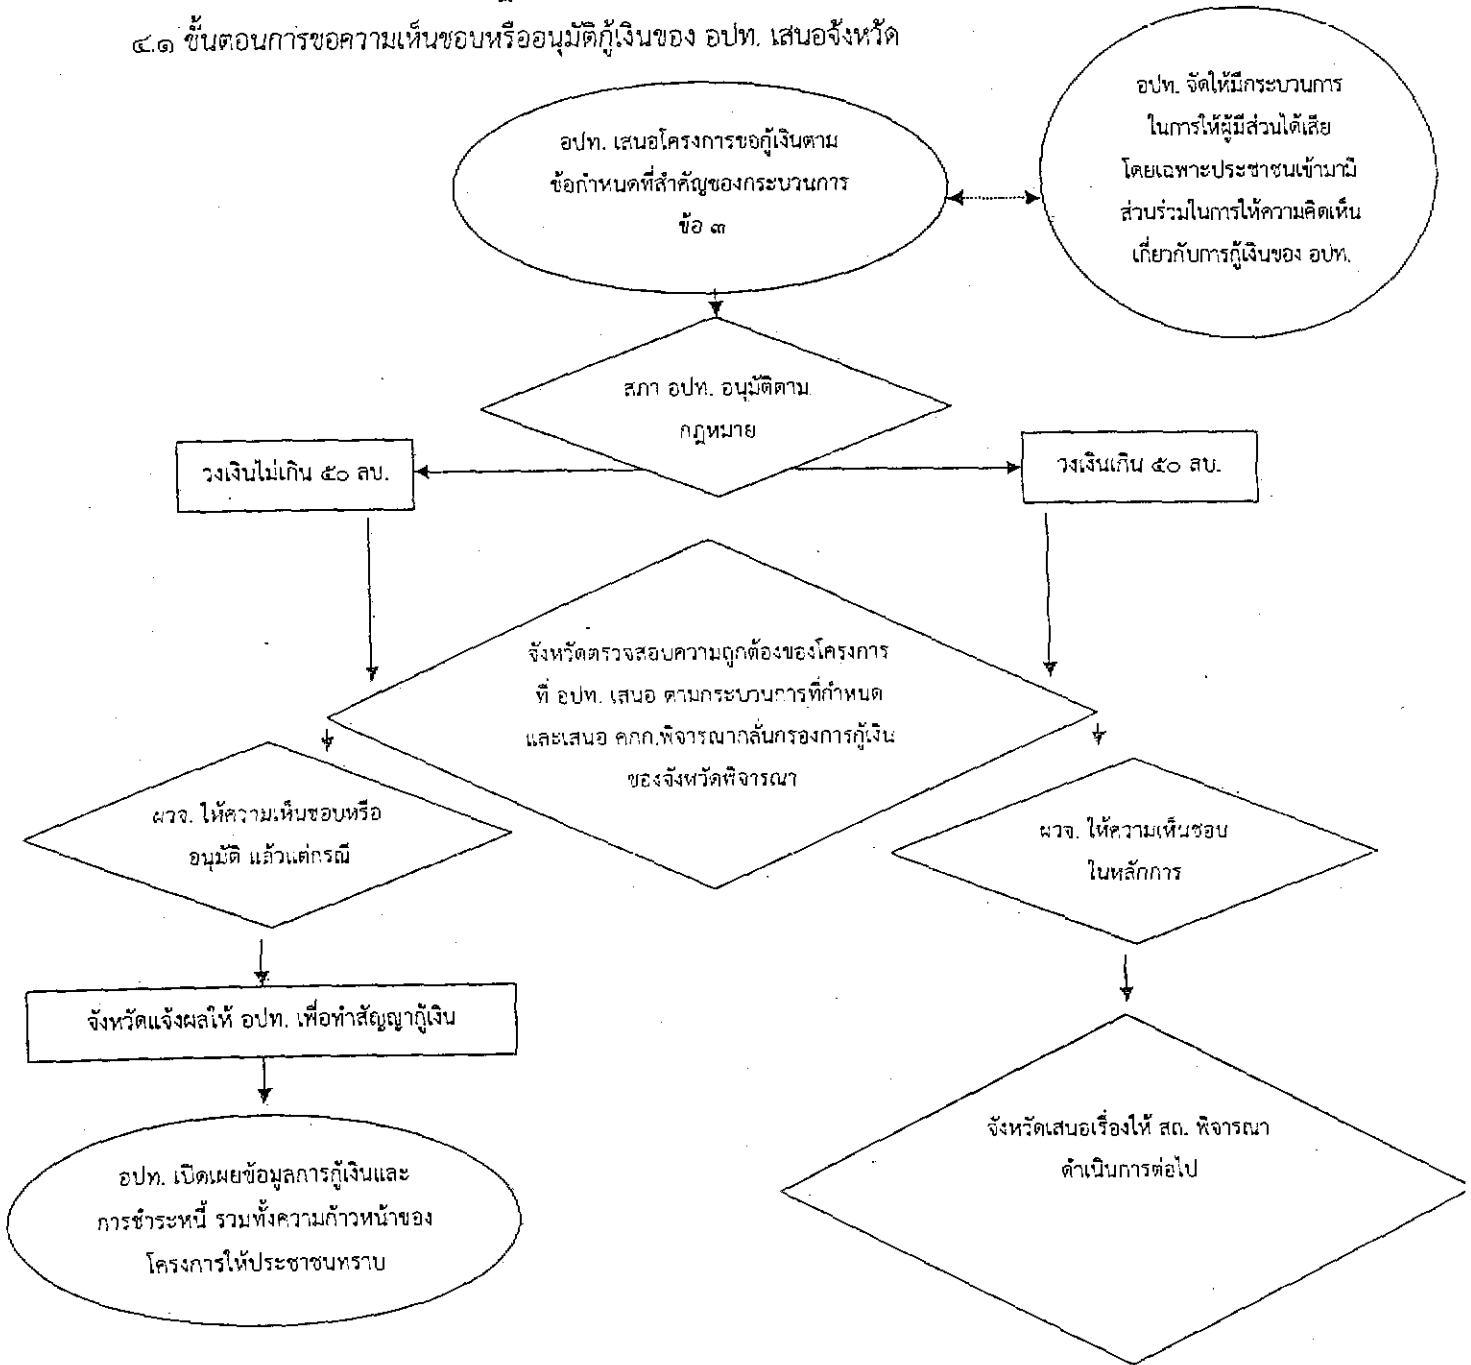 ๔.๑ ขั้นตอนการขอความเห็นชอบหรืออนุมัติกู้เงินของ อปท. เสนอจังหวัด
อปท. เสนอโครงการขอกู้เงินตาม
ข้อกำหนดที่สำคัญของกระบวนการ
ข้อ ๓
อปท. จัดให้มีกระบวนการ
ในการให้ผู้มีส่วนได้เสีย
โดยเฉพาะประชาชนเข้ามามี
ส่วนร่วมในการให้ความคิดเห็น
เกี่ยวกับการกู้เงินของ อปท.
สภา อปท. อนุมัติตาม
กฎหมาย
วงเงินไม่เกิน ๕๐ ลบ.
วงเงินเกิน ๕๐ ลบ.
จังหวัดตรวจสอบความถูกต้องของโครงการ
ที่ อปท. เสนอ ตามกระบวนการที่กำหนด
และเสนอ คกก.พิจารณากลั่นกรองการกู้เงิน
ของจังหวัดพิจารณา
ผวจ. ให้ความเห็นชอบหรือ
อนุมัติ แล้วแต่กรณี
ผวจ. ให้ความเห็นชอบ
ในหลักการ
จังหวัดแจ้งผลให้ อปท. เพื่อทำสัญญากู้เงิน
จังหวัดเสนอเรื่องให้ สถ. พิจารณา
ดำเนินการต่อไป
อปท. เปิดเผยข้อมูลการกู้เงินและ
การชำระหนี้ รวมทั้งความก้าวหน้าของ
โครงการให้ประชาชนทราบ